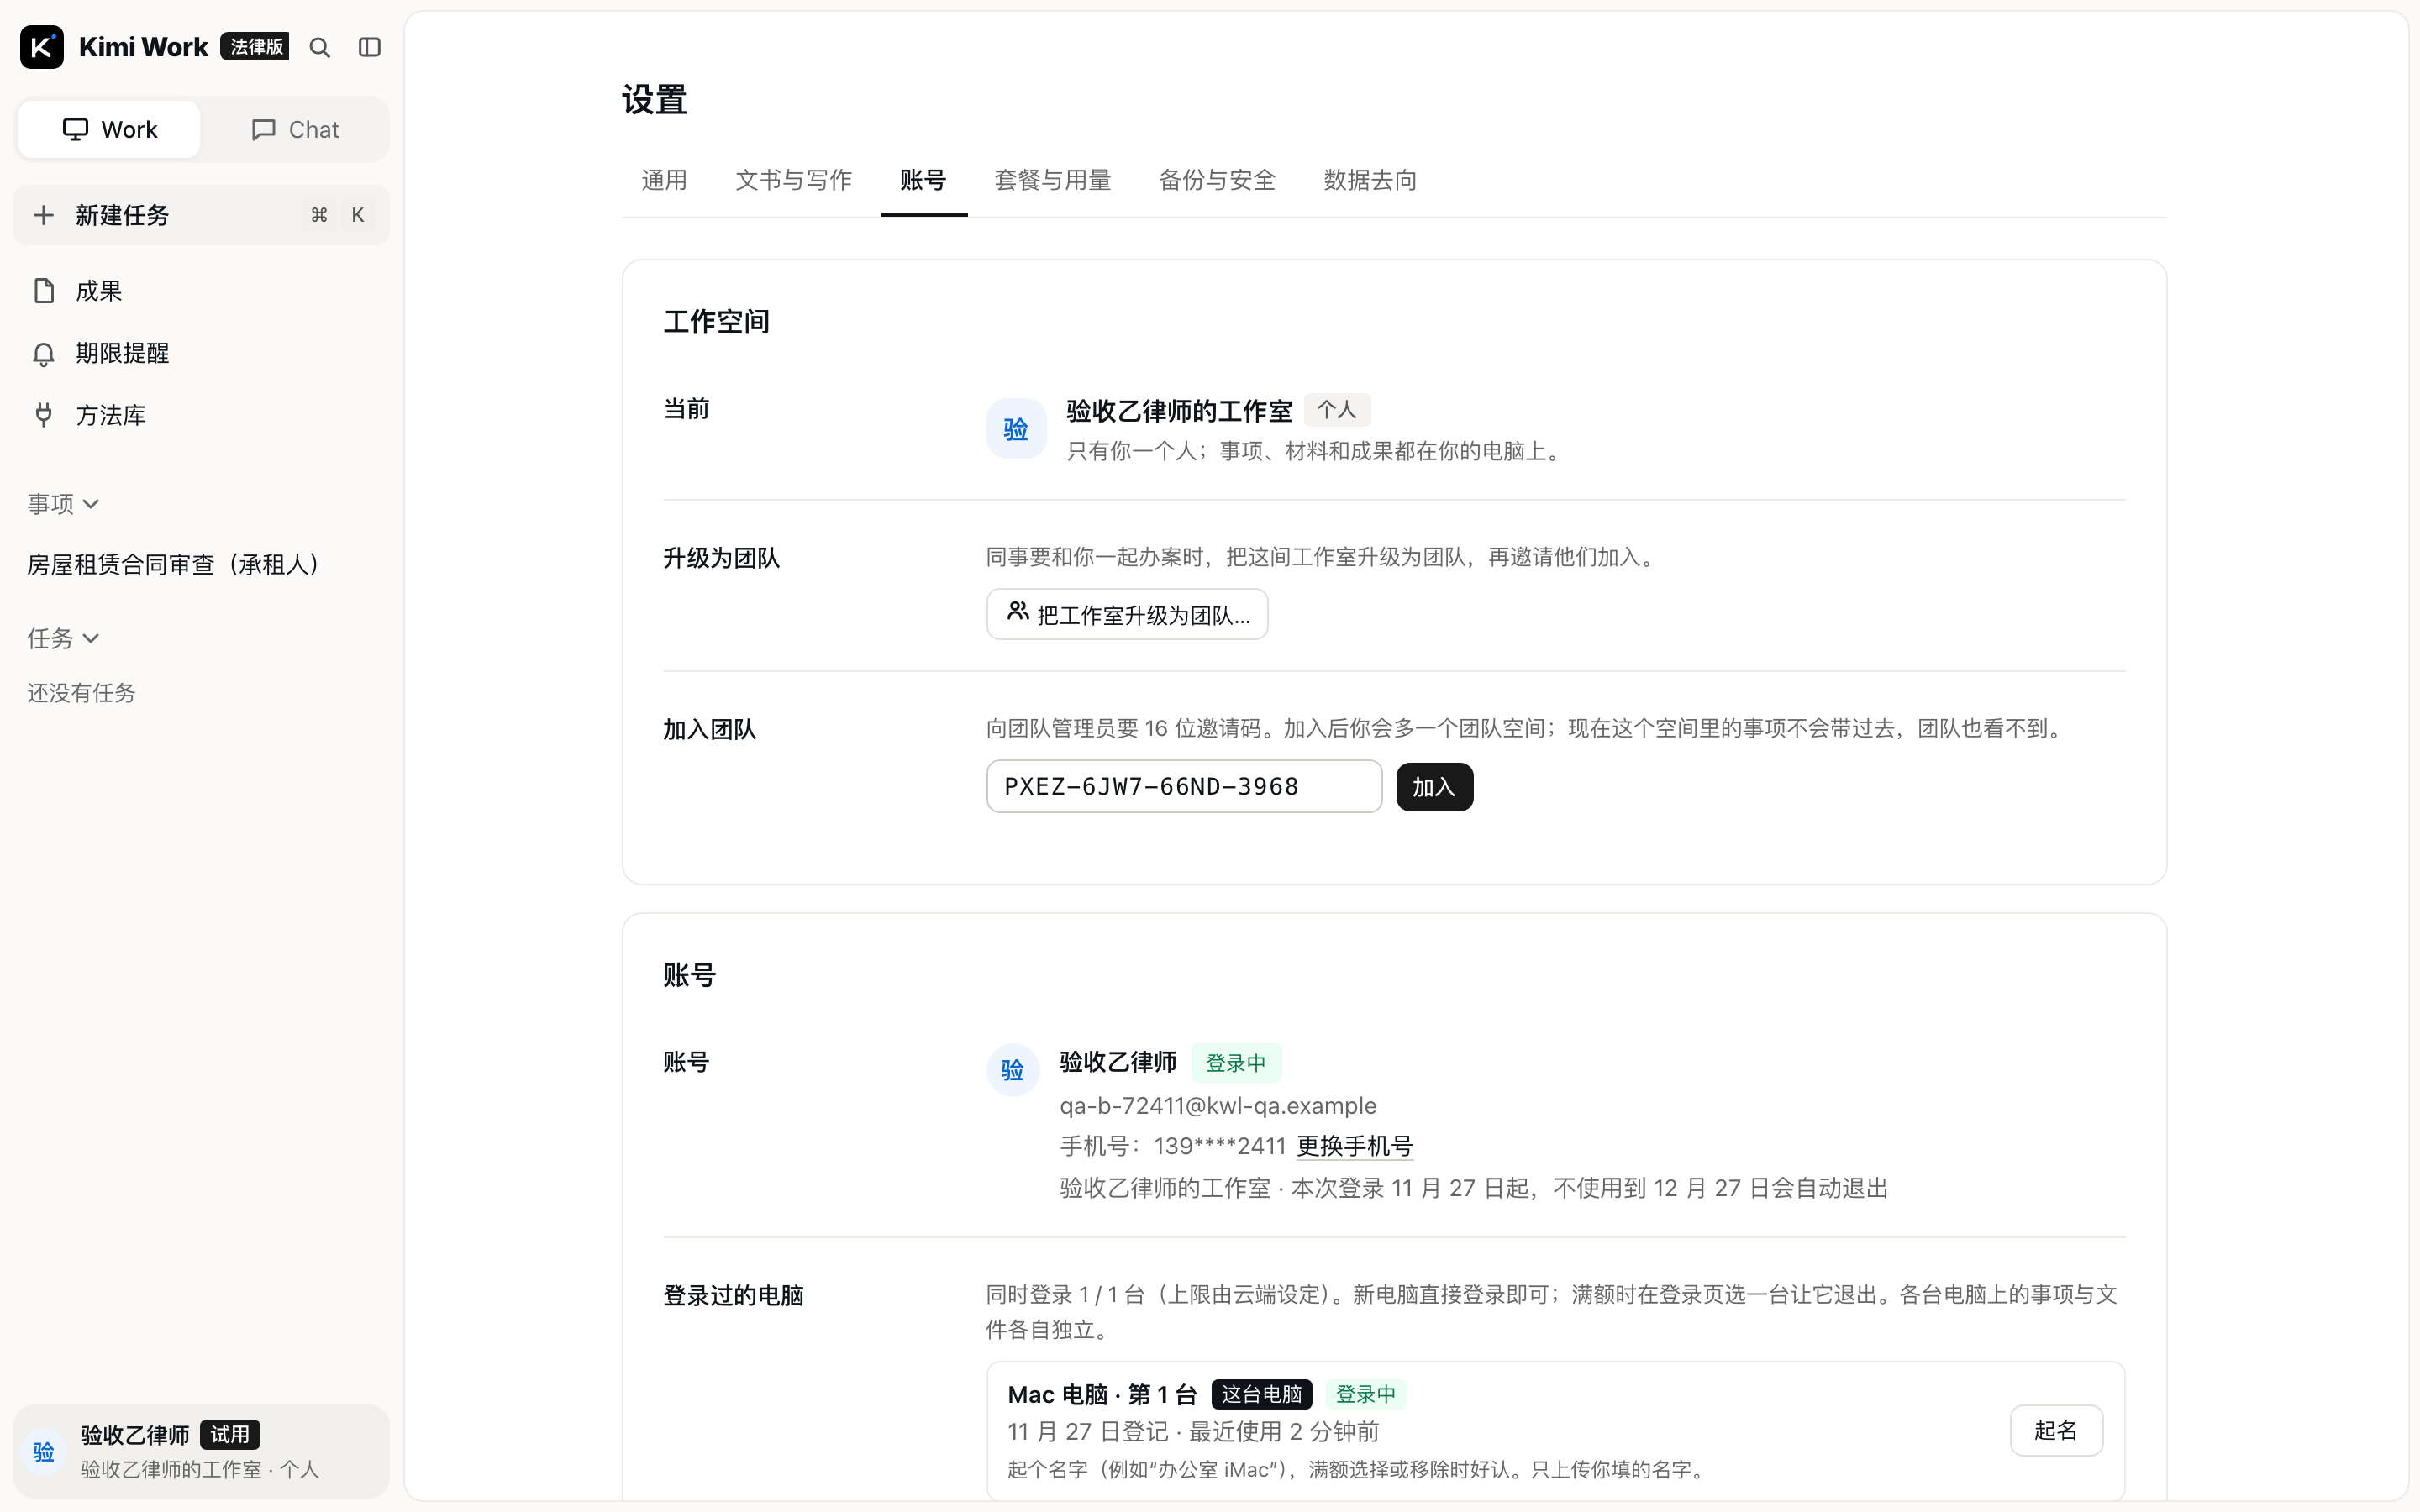 Kimi Work 法律版
Work
Chat
新建任务 ⌘ K
成果
期限提醒
方法库
事项
房屋租赁合同审查（承租人）
任务
还没有任务
验
验收乙律师 试用
验收乙律师的工作室 · 个人
设置
通用 文书与写作 账号 套餐与用量 备份与安全 数据去向
工作空间
当前
验
验收乙律师的工作室 个人
只有你一个人；事项、材料和成果都在你的电脑上。
升级为团队
同事要和你一起办案时，把这间工作室升级为团队，再邀请他们加入。
把工作室升级为团队...
加入团队
向团队管理员要 16 位邀请码。加入后你会多一个团队空间；现在这个空间里的事项不会带过去，团队也看不到。
PXEZ-6JW7-66ND-3968 加入
账号
账号
验
验收乙律师 登录中
qa-b-72411@kwl-qa.example
手机号：139****2411 更换手机号
验收乙律师的工作室 · 本次登录 11 月 27 日起，不使用到 12 月 27 日会自动退出
登录过的电脑
同时登录 1 / 1 台（上限由云端设定）。新电脑直接登录即可；满额时在登录页选一台让它退出。各台电脑上的事项与文
件各自独立。
Mac 电脑 · 第 1 台 这台电脑 登录中
11 月 27 日登记 · 最近使用 2 分钟前
起个名字（例如“办公室 iMac”），满额选择或移除时好认。只上传你填的名字。
起名